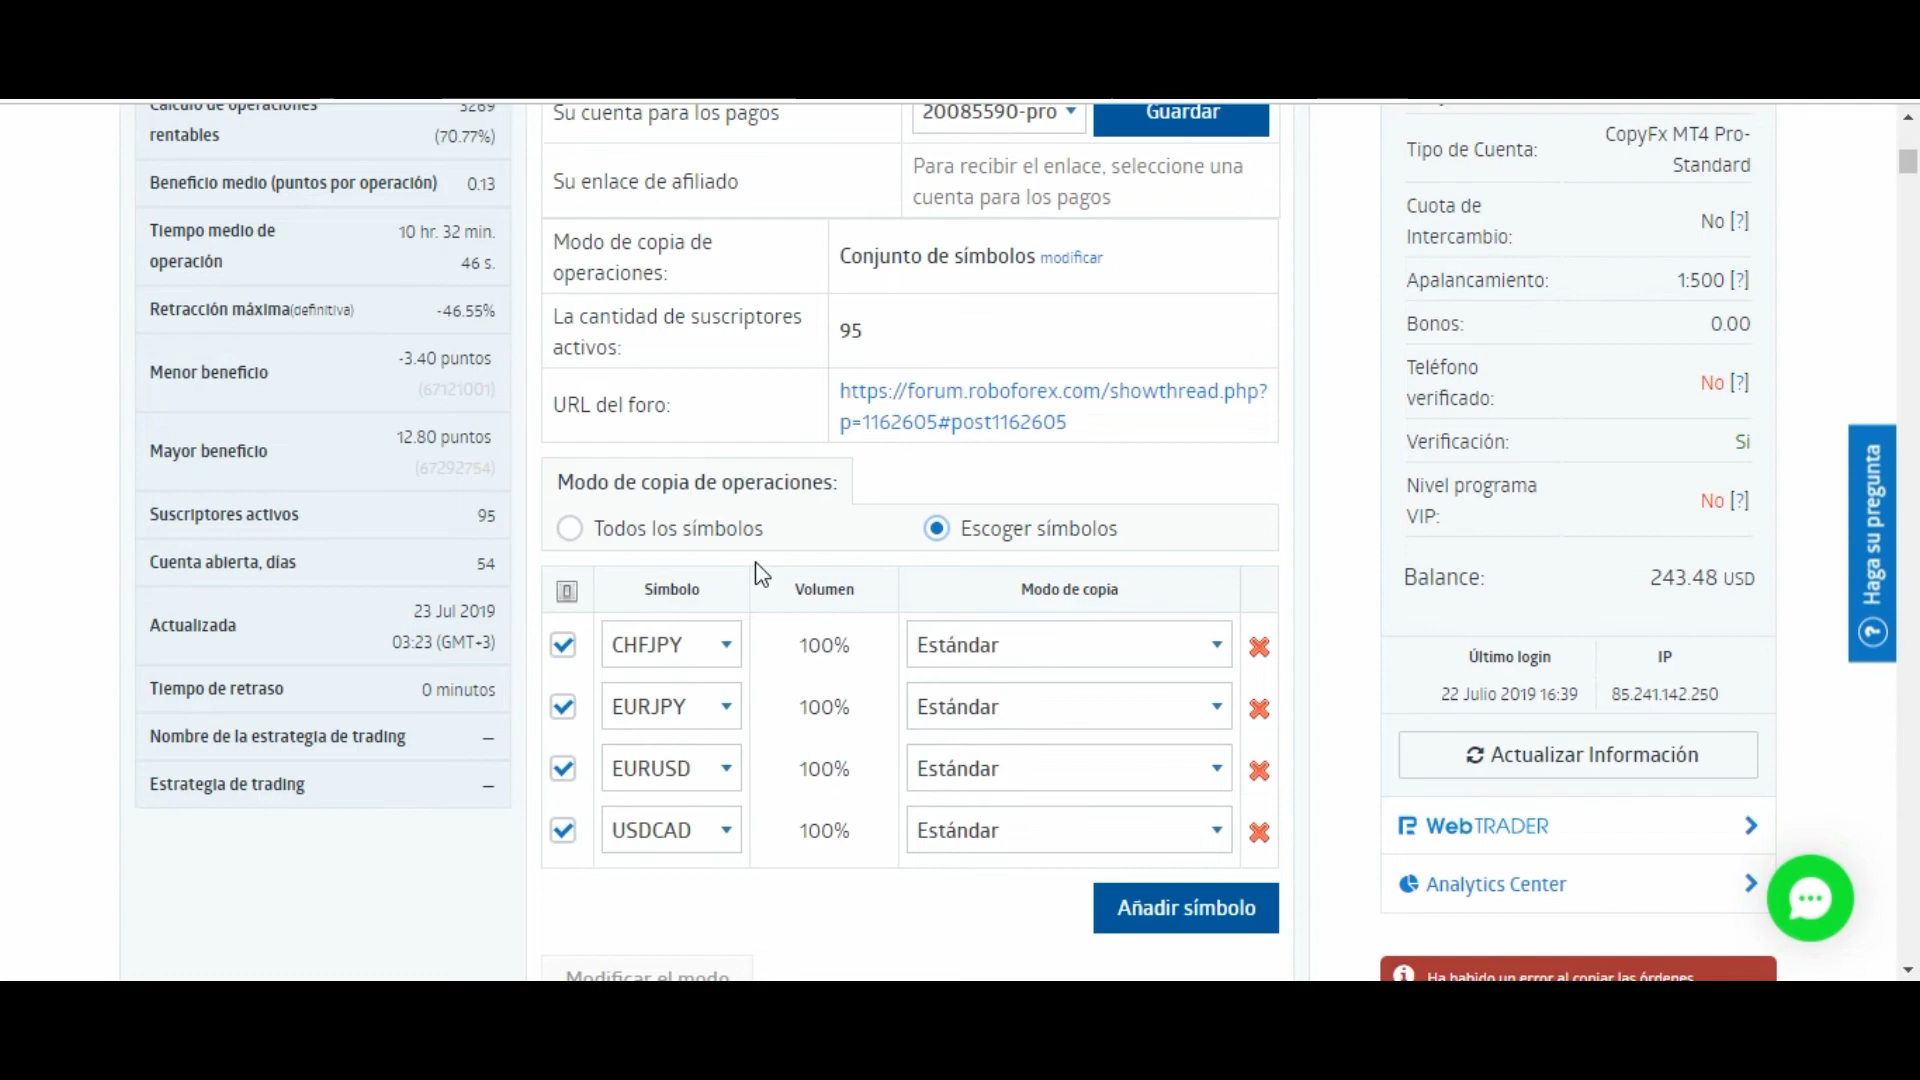 Cálculo de operaciones 3269
rentables (70.77%)
Beneficio medio (puntos por operación) 0.13
Tiempo medio de 10 hr. 32 min.
operación 46 s.
Retracción máxima(definitiva) -46.55%
Menor beneficio -3.40 puntos
(67121001)
Mayor beneficio 12.80 puntos
(67292754)
Suscriptores activos 95
Cuenta abierta, días 54
Actualizada 23 Jul 2019
03:23 (GMT+3)
Tiempo de retraso 0 minutos
Nombre de la estrategia de trading –
Estrategia de trading –
Su cuenta para los pagos 20085590-pro Guardar
Su enlace de afiliado Para recibir el enlace, seleccione una
cuenta para los pagos
Modo de copia de
operaciones: Conjunto de símbolos modificar
La cantidad de suscriptores
activos: 95
URL del foro: https://forum.roboforex.com/showthread.php?
p=1162605#post1162605
Modo de copia de operaciones:
Todos los símbolos Escoger símbolos
Símbolo Volumen Modo de copia
CHFJPY 100% Estándar
EURJPY 100% Estándar
EURUSD 100% Estándar
USDCAD 100% Estándar
Añadir símbolo
Modificar el modo
Tipo de Cuenta: CopyFx MT4 Pro-
Standard
Cuota de
Intercambio: No [?]
Apalancamiento: 1:500 [?]
Bonos: 0.00
Teléfono
verificado: No [?]
Verificación: Si
Nivel programa
VIP: No [?]
Balance: 243.48 USD
Último login IP
22 Julio 2019 16:39 85.241.142.250
Actualizar Información
WebTRADER
Analytics Center
Ha habido un error al copiar las órdenes
Haga su pregunta